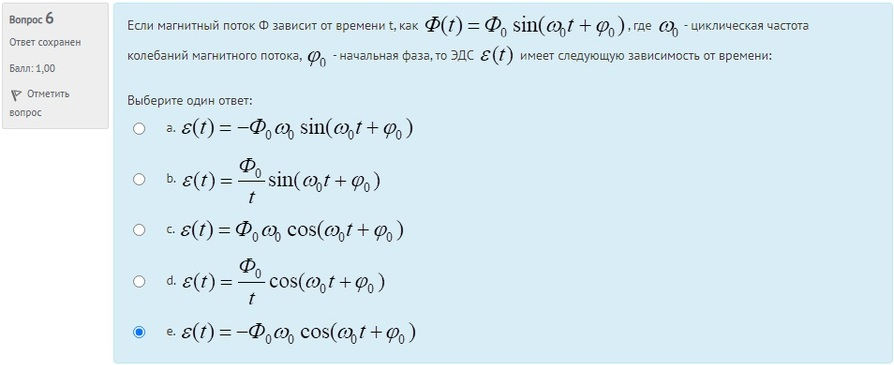 Вопрос 6
Ответ сохранен
Балл: 1,00
Отметить
вопрос
Если магнитный поток Ф зависит от времени t, как Φ(t) = Φ₀ sin(ω₀t + φ₀), где ω₀ - циклическая частота
колебаний магнитного потока, φ₀ - начальная фаза, то ЭДС ε(t) имеет следующую зависимость от времени:
Выберите один ответ:
a. ε(t) = −Φ₀ω₀ sin(ω₀t + φ₀)
b. ε(t) = Φ₀/t sin(ω₀t + φ₀)
c. ε(t) = Φ₀ω₀ cos(ω₀t + φ₀)
d. ε(t) = Φ₀/t cos(ω₀t + φ₀)
e. ε(t) = −Φ₀ω₀ cos(ω₀t + φ₀)